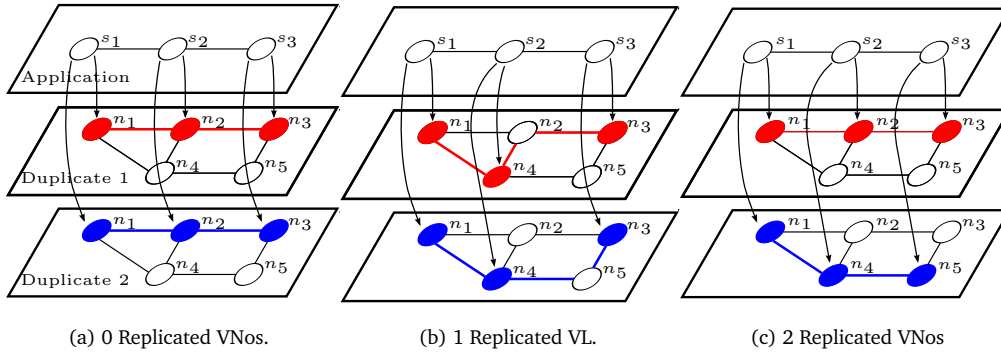 s1 s2 s3
Application
n1 n2 n3
n4 n5
Duplicate 1
n1 n2 n3
n4 n5
Duplicate 2
(a) 0 Replicated VNos.
s1 s2 s3
n1 n2 n3
n4 n5
n1 n2 n3
n4 n5
(b) 1 Replicated VL.
s1 s2 s3
n1 n2 n3
n4 n5
n1 n2 n3
n4 n5
(c) 2 Replicated VNos